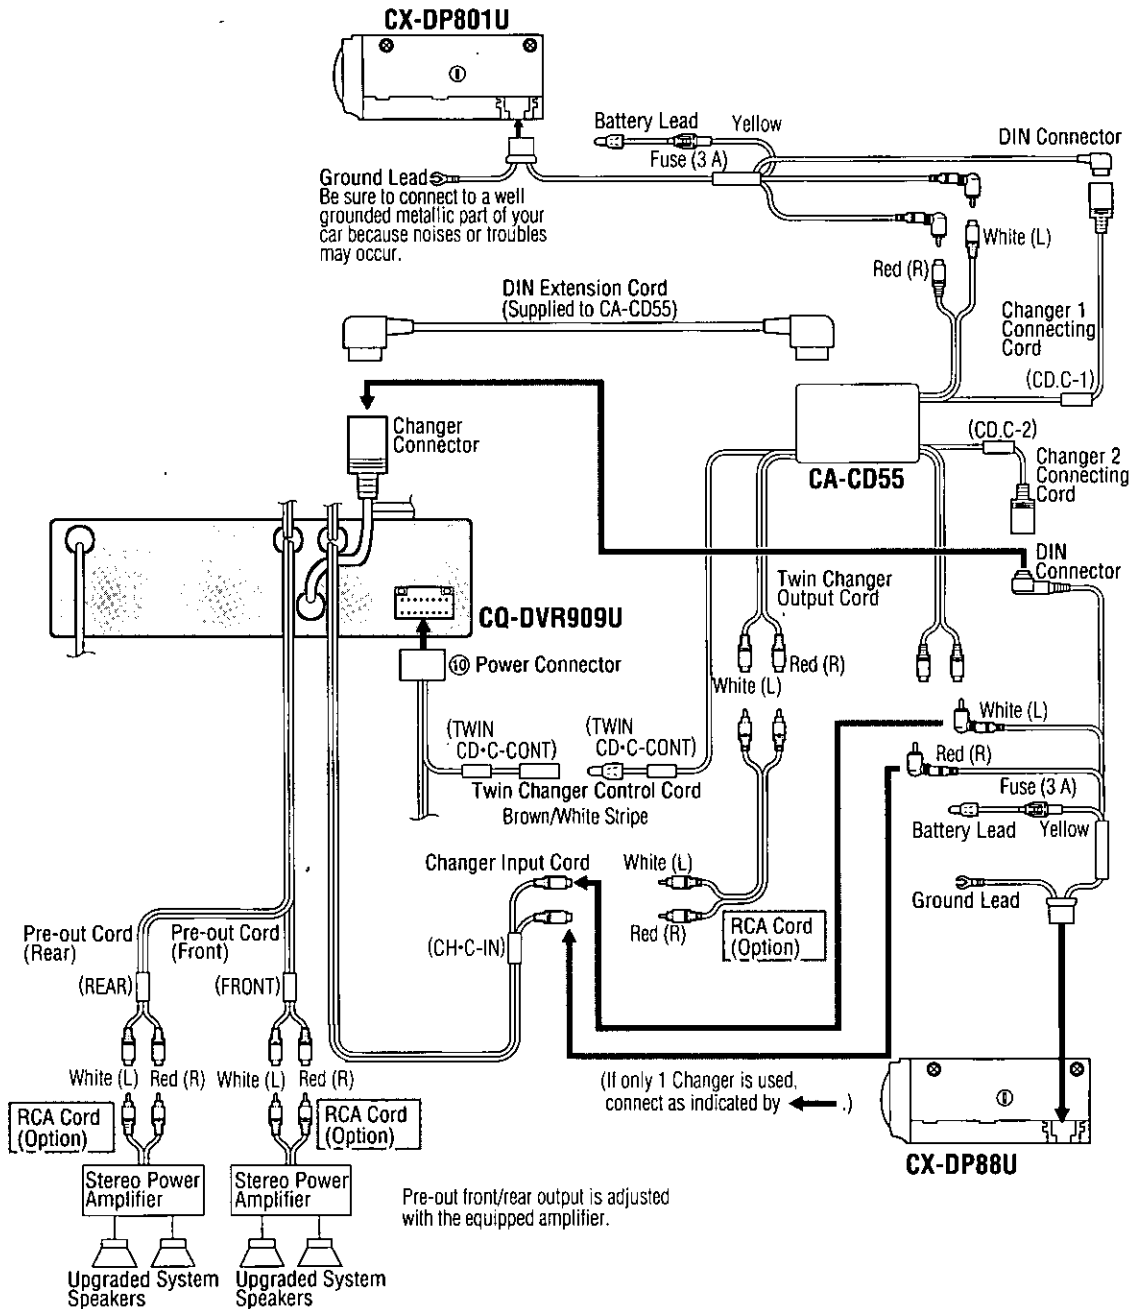 CX-DP801U
Battery Lead
Yellow
Fuse (3 A)
DIN Connector
Ground Lead
Be sure to connect to a well
grounded metallic part of your
car because noises or troubles
may occur.
White (L)
Red (R)
DIN Extension Cord
(Supplied to CA-CD55)
Changer 1
Connecting
Cord
(CD.C-1)
Changer
Connector
(CD.C-2)
Changer 2
Connecting
Cord
CA-CD55
DIN
Connector
Twin Changer
Output Cord
CQ-DVR909U
⑩ Power Connector
Red (R)
White (L)
White (L)
(TWIN
CD•C-CONT)
(TWIN
CD•C-CONT)
Red (R)
Twin Changer Control Cord
Brown/White Stripe
Fuse (3 A)
Battery Lead
Yellow
Changer Input Cord
White (L)
Ground Lead
Red (R)
RCA Cord
(Option)
Pre-out Cord
(Rear)
Pre-out Cord
(Front)
(CH•C-IN)
(REAR)
(FRONT)
White (L)
Red (R)
White (L)
Red (R)
(If only 1 Changer is used,
connect as indicated by .)
RCA Cord
(Option)
RCA Cord
(Option)
CX-DP88U
Stereo Power
Amplifier
Stereo Power
Amplifier
Pre-out front/rear output is adjusted
with the equipped amplifier.
Upgraded System
Speakers
Upgraded System
Speakers